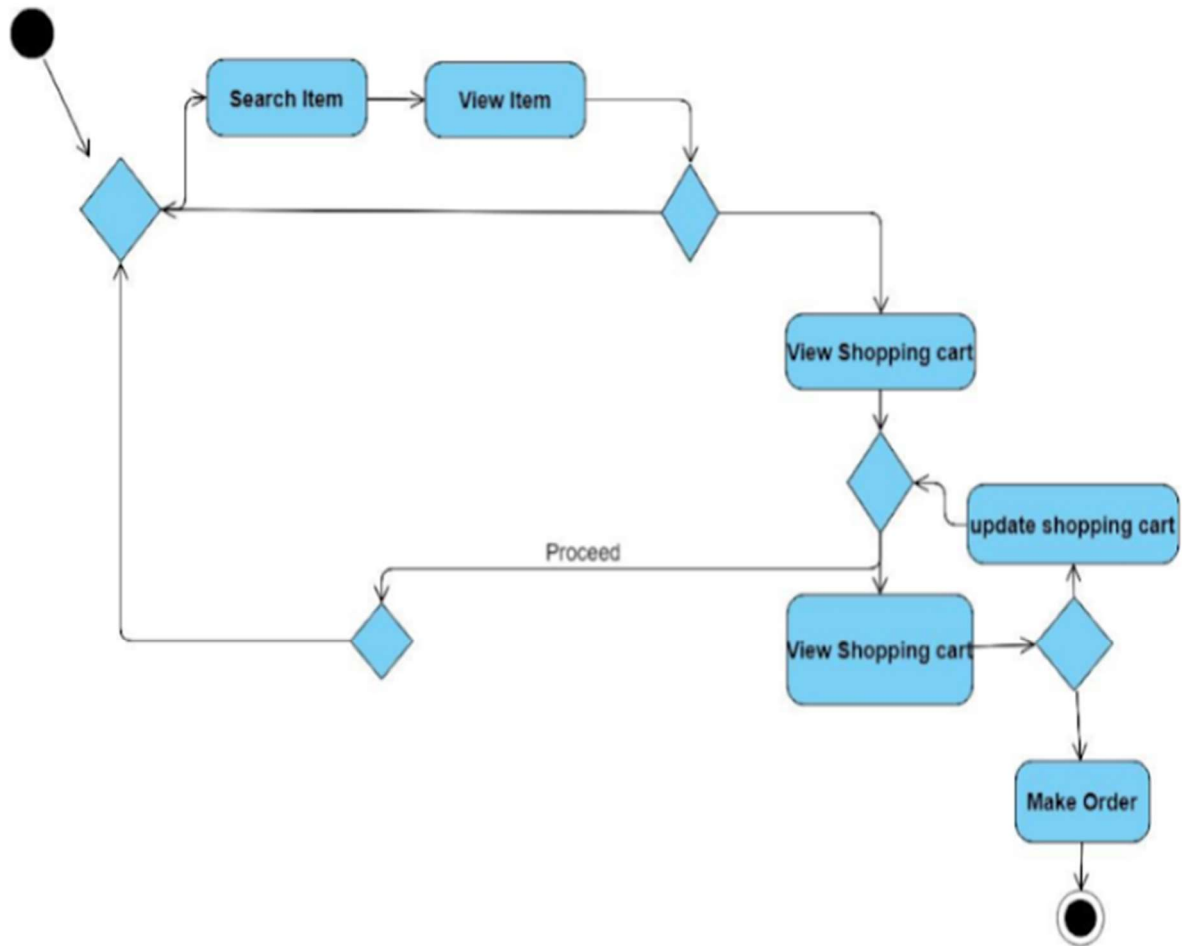 Search Item
View Item
View Shopping cart
update shopping cart
Proceed
View Shopping cart
Make Order